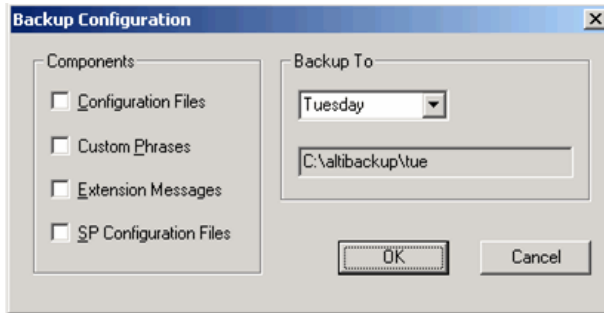 Backup Configuration
Components
Configuration Files
Custom Phrases
Extension Messages
SP Configuration Files
Backup To
Tuesday
C:\altibackup\tue
OK
Cancel